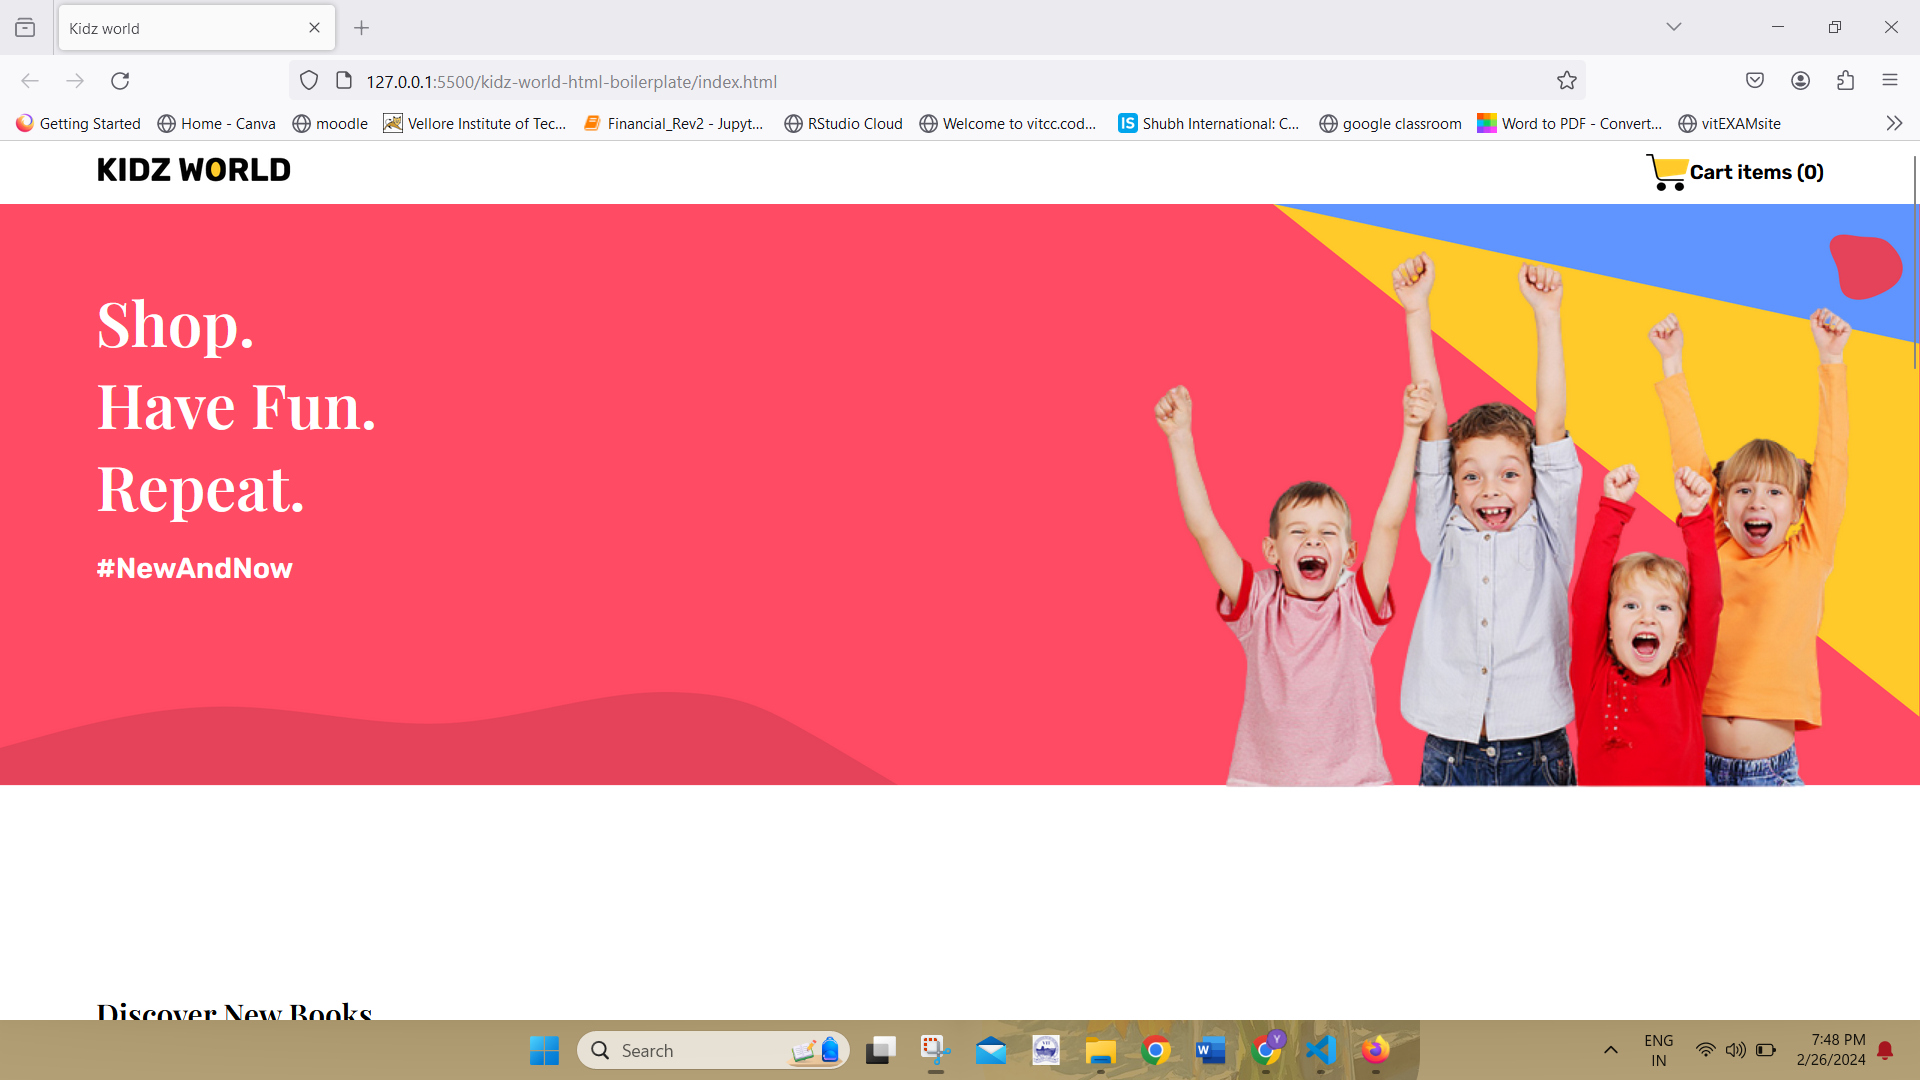 Kidz world
127.0.0.1:5500/kidz-world-html-boilerplate/index.html
Getting Started
Home - Canva
moodle
Vellore Institute of Tec...
Financial_Rev2 - Jupyt...
RStudio Cloud
Welcome to vitcc.cod...
IS
Shubh International: C...
google classroom
Word to PDF - Convert...
vitEXAMsite
KIDZ WORLD
Cart items (0)
Shop.
Have Fun.
Repeat.
#NewAndNow
Discover New Books
Search
W
Y
ENG
IN
7:48 PM
2/26/2024